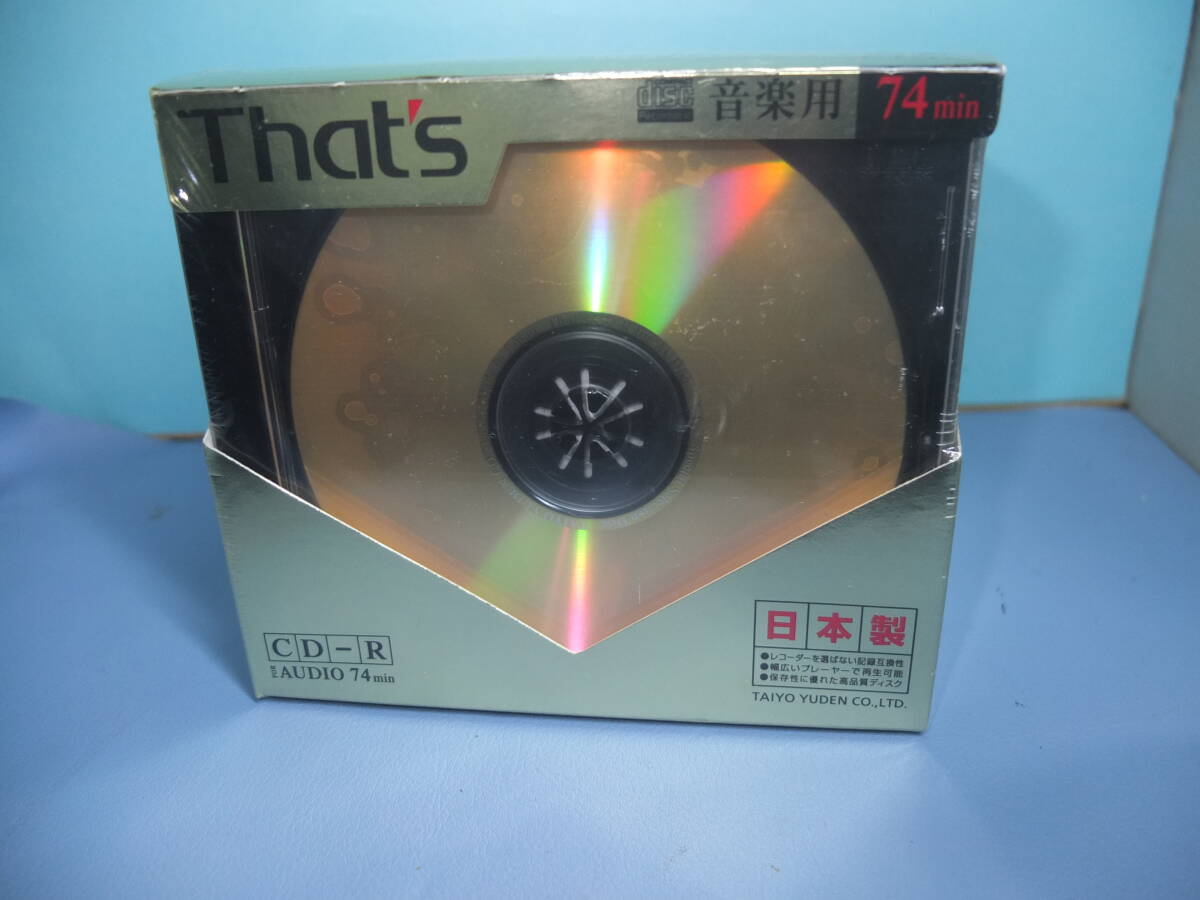 That's
disc
音楽用
74min
CD-R
FOR AUDIO 74min
日本製
●レコーダーを選ばない記録互換性
●幅広いプレーヤーで再生可能
●保存性に優れた高品質ディスク
TAIYO YUDEN CO.,LTD.